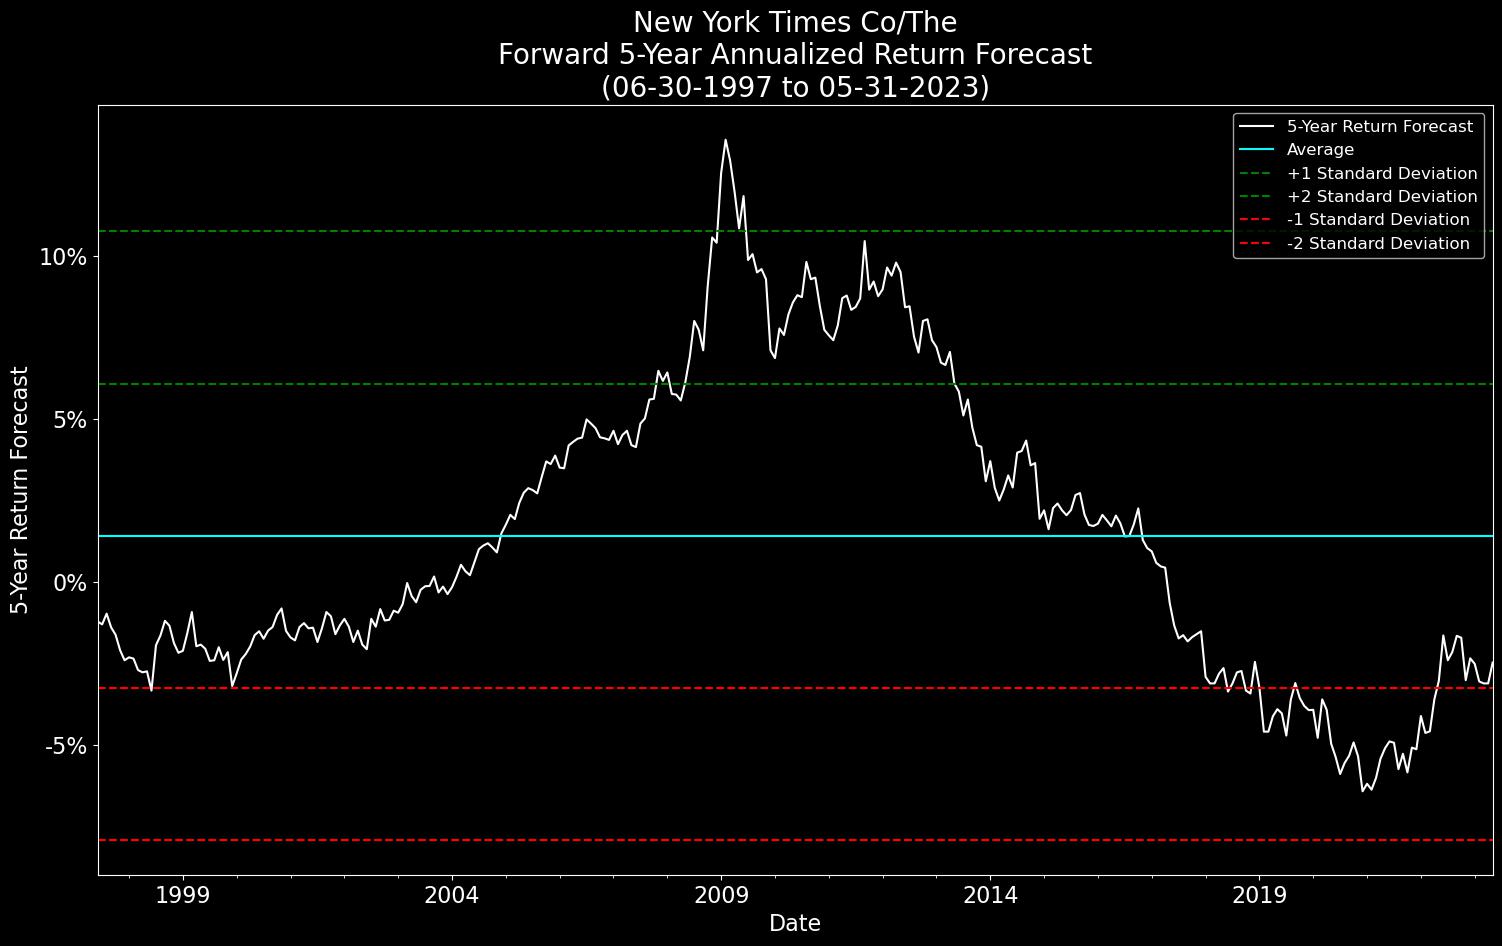 New York Times Co/The
Forward 5-Year Annualized Return Forecast
(06-30-1997 to 05-31-2023)
5-Year Return Forecast
Average
+1 Standard Deviation
+2 Standard Deviation
-1 Standard Deviation
-2 Standard Deviation
5-Year Return Forecast
10%
5%
0%
-5%
1999 2004 2009 2014 2019
Date